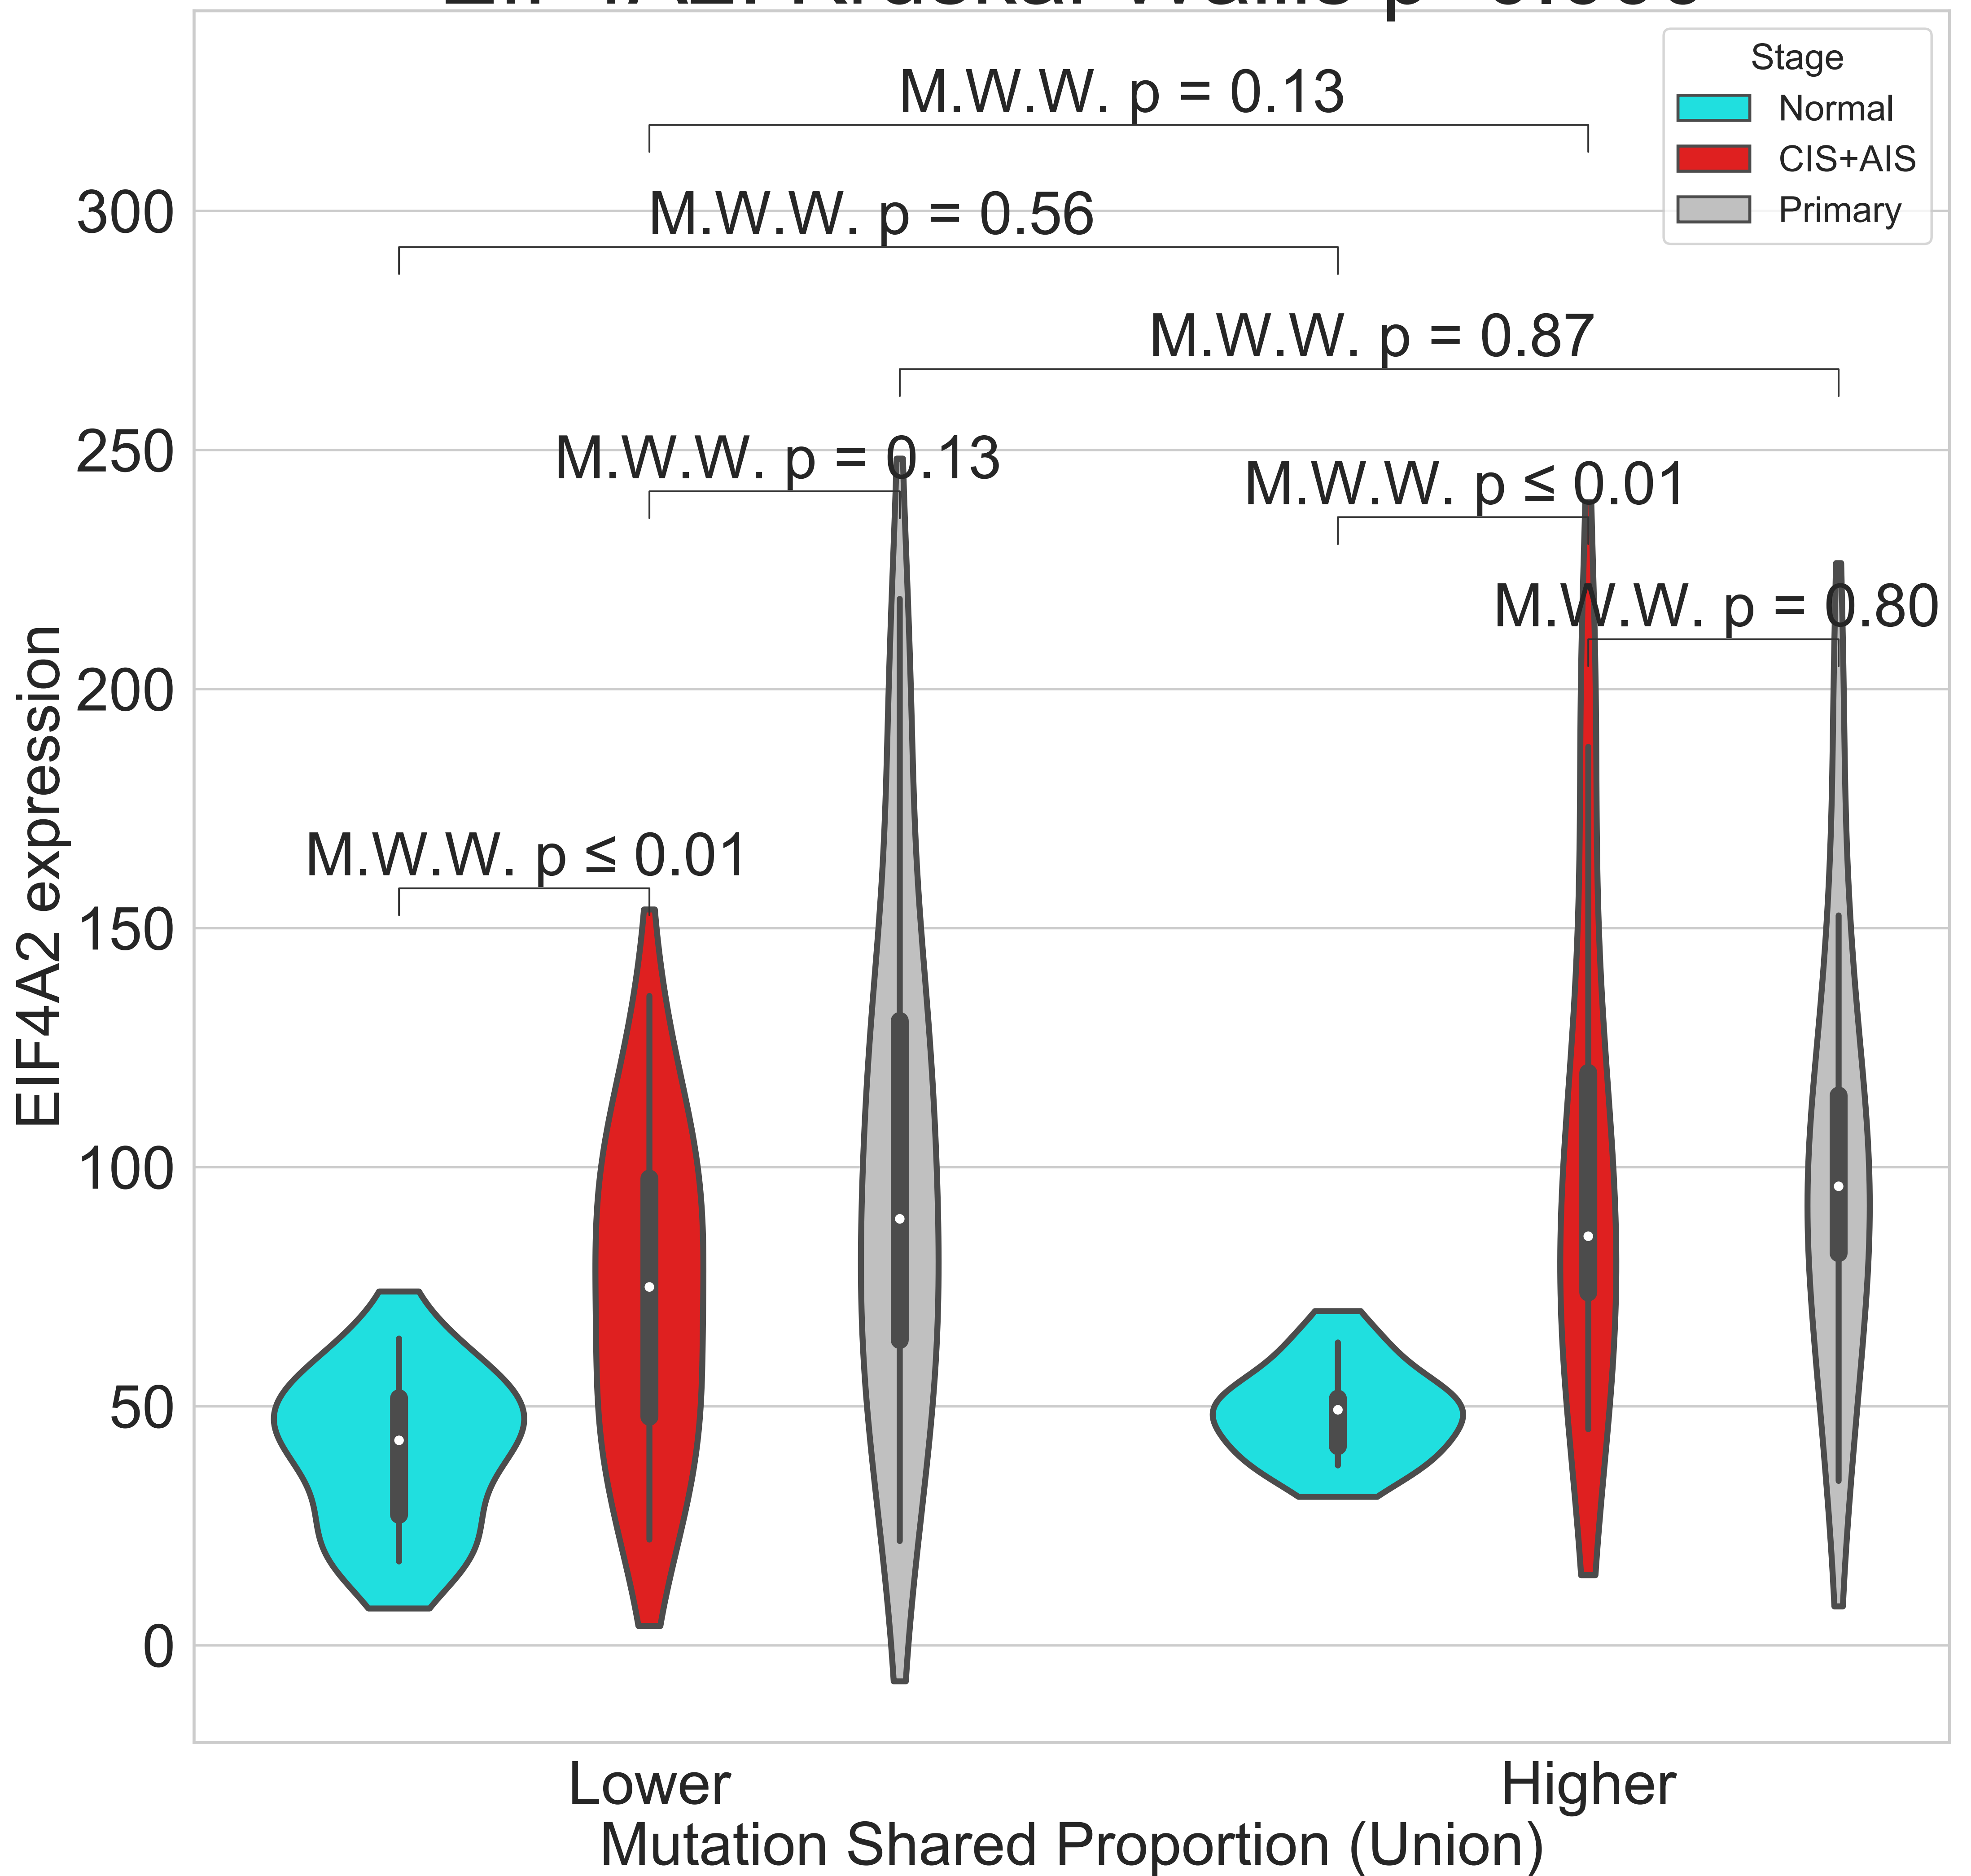 M.W.W. p = 0.13
Stage
Normal
CIS+AIS
Primary
M.W.W. p = 0.56
M.W.W. p = 0.87
M.W.W. p = 0.13
M.W.W. p ≤ 0.01
M.W.W. p = 0.80
M.W.W. p ≤ 0.01
300
250
200
150
100
50
0
EIF4A2 expression
Lower
Higher
Mutation Shared Proportion (Union)